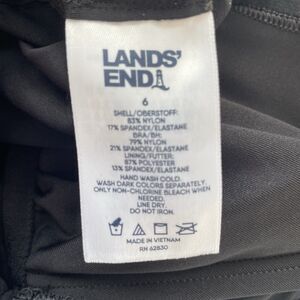 LANDS'
END
6
SHELL/OBERSTOFF:
83% NYLON
17% SPANDEX/ELASTANE
BRA/BH:
79% NYLON
21% SPANDEX/ELASTANE
LINING/FUTTER:
87% POLYESTER
13% SPANDEX/ELASTANE
HAND WASH COLD.
WASH DARK COLORS SEPARATELY.
ONLY NON-CHLORINE BLEACH WHEN
NEEDED.
LINE DRY.
DO NOT IRON.
MADE IN VIETNAM
RN 62830